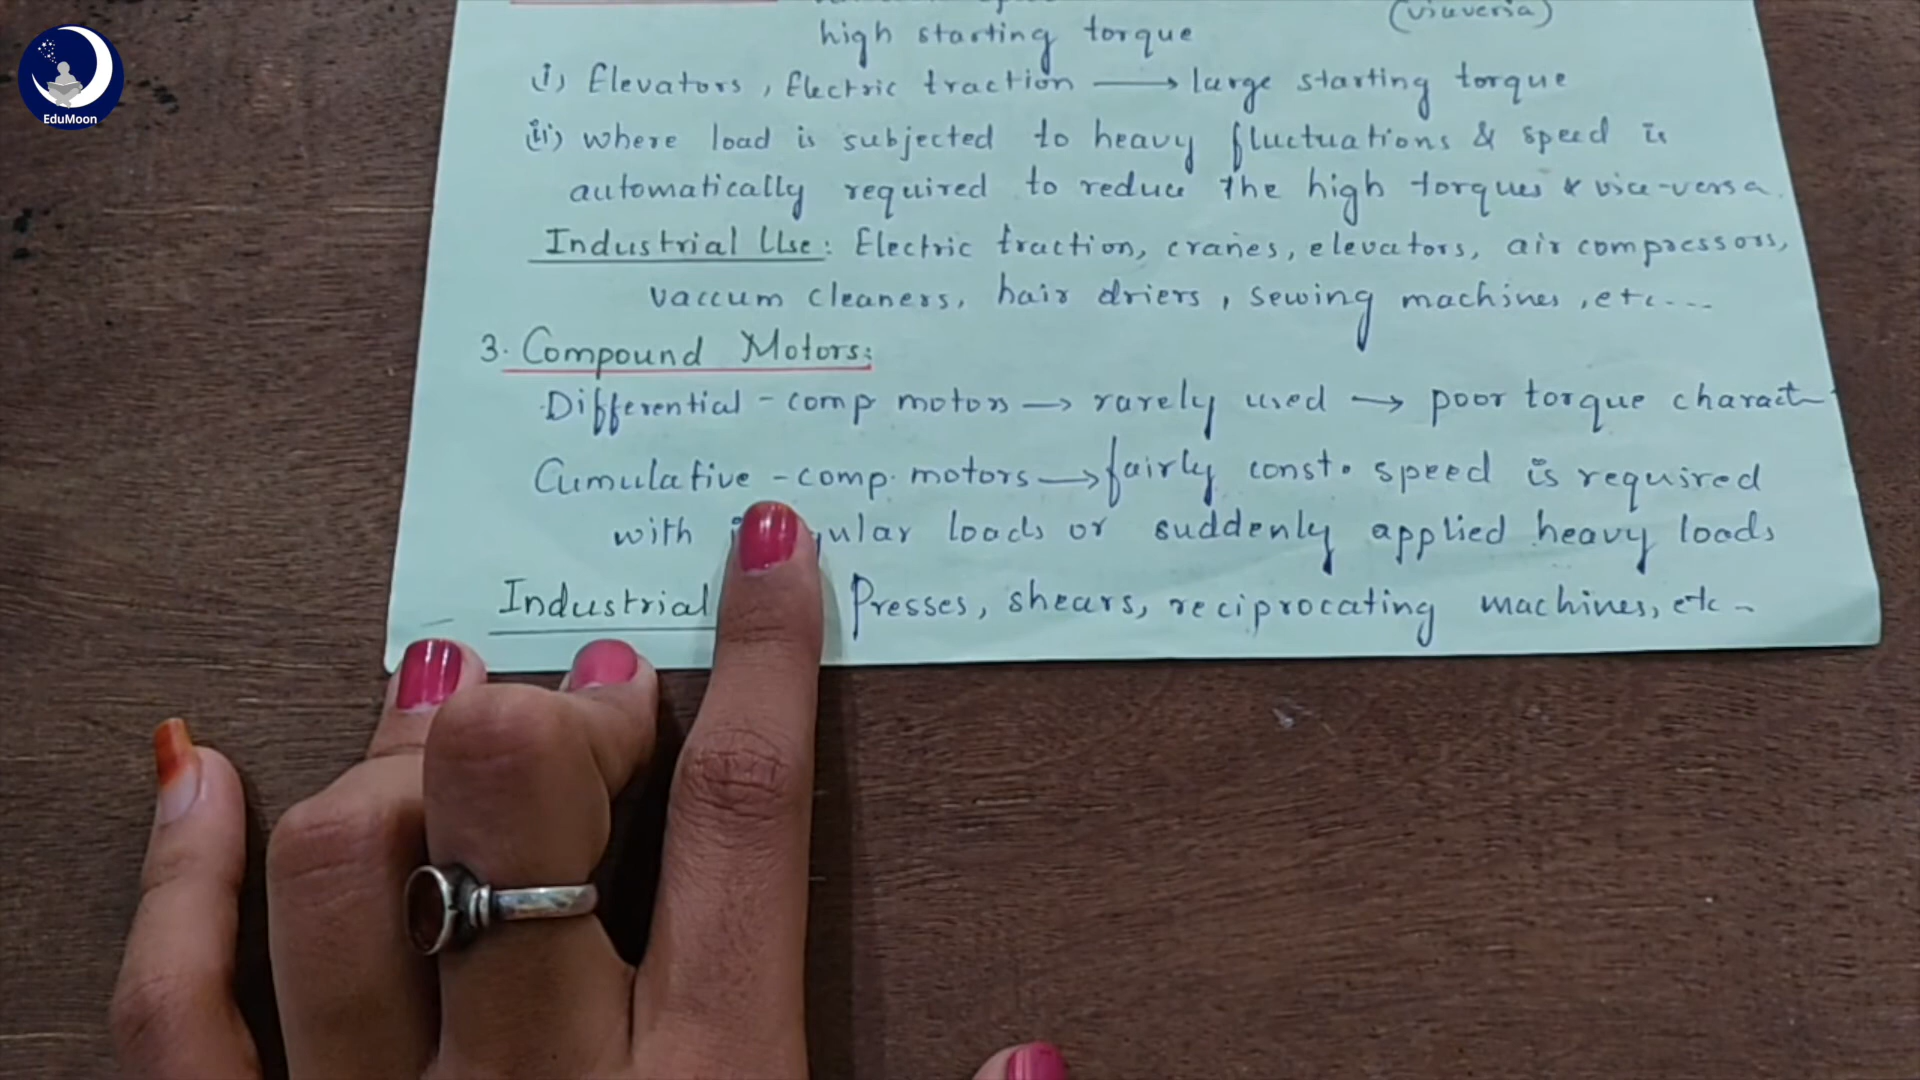 EduMoon
(viceversa)
high starting torque
(i) Elevators, Electric traction → large starting torque
(ii) where load is subjected to heavy fluctuations & speed is
automatically required to reduce the high torques & vice-versa
Industrial Use: Electric traction, cranes, elevators, air compressors,
vaccum cleaners, hair driers, sewing machines, etc...
3. Compound Motors:
Differential - comp motors → rarely used → poor torque charact
Cumulative - comp. motors → fairly const. speed is required
with loads or suddenly applied heavy loads
Industrial Presses, shears, reciprocating machines, etc -